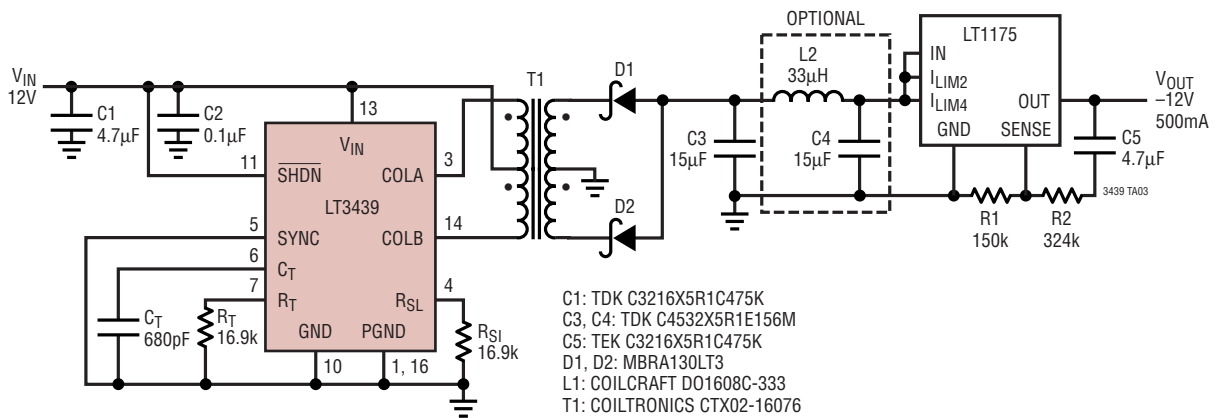 OPTIONAL
LT1175
L2
33µH
IN
T1
D1
I_LIM2
V_IN
12V
V_OUT
–12V
500mA
I_LIM4
OUT
C1
4.7µF
C2
0.1µF
13
GND
SENSE
V_IN
C3
15µF
C4
15µF
C5
4.7µF
11
SHDN
COLA
3
3439 TA03
LT3439
D2
R1
150k
R2
324k
5
SYNC
COLB
14
6
C_T
7
R_T
R_SL
4
C_T
680pF
R_T
16.9k
GND
PGND
R_Sl
16.9k
10
1, 16
C1: TDK C3216X5R1C475K
C3, C4: TDK C4532X5R1E156M
C5: TEK C3216X5R1C475K
D1, D2: MBRA130LT3
L1: COILCRAFT DO1608C-333
T1: COILTRONICS CTX02-16076